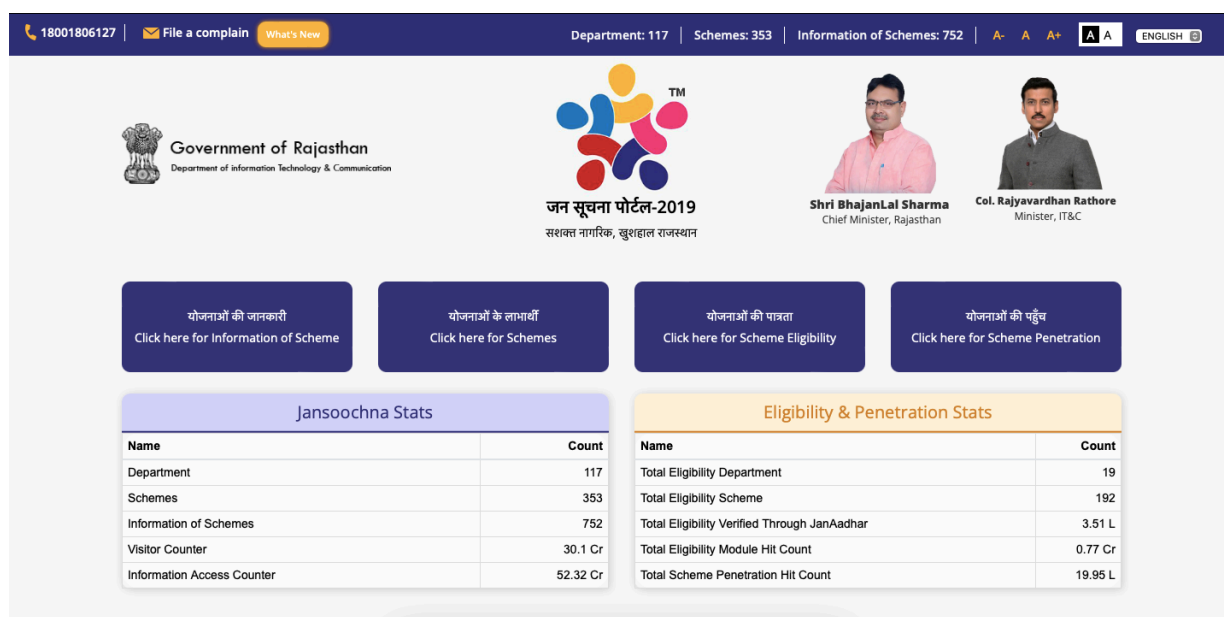 18001806127 | File a complain What's New
Department: 117 | Schemes: 353 | Information of Schemes: 752 | A- A A+ A A ENGLISH
Government of Rajasthan
Department of information Technology & Communication
TM
जन सूचना पोर्टल-2019
सशक्त नागरिक, खुशहाल राजस्थान
Shri BhajanLal Sharma
Chief Minister, Rajasthan
Col. Rajyavardhan Rathore
Minister, IT&C
योजनाओं की जानकारी
Click here for Information of Scheme
योजनाओं के लाभार्थी
Click here for Schemes
योजनाओं की पात्रता
Click here for Scheme Eligibility
योजनाओं की पहुँच
Click here for Scheme Penetration
Jansoochna Stats
Name Count
Department 117
Schemes 353
Information of Schemes 752
Visitor Counter 30.1 Cr
Information Access Counter 52.32 Cr
Eligibility & Penetration Stats
Name Count
Total Eligibility Department 19
Total Eligibility Scheme 192
Total Eligibility Verified Through JanAadhar 3.51 L
Total Eligibility Module Hit Count 0.77 Cr
Total Scheme Penetration Hit Count 19.95 L